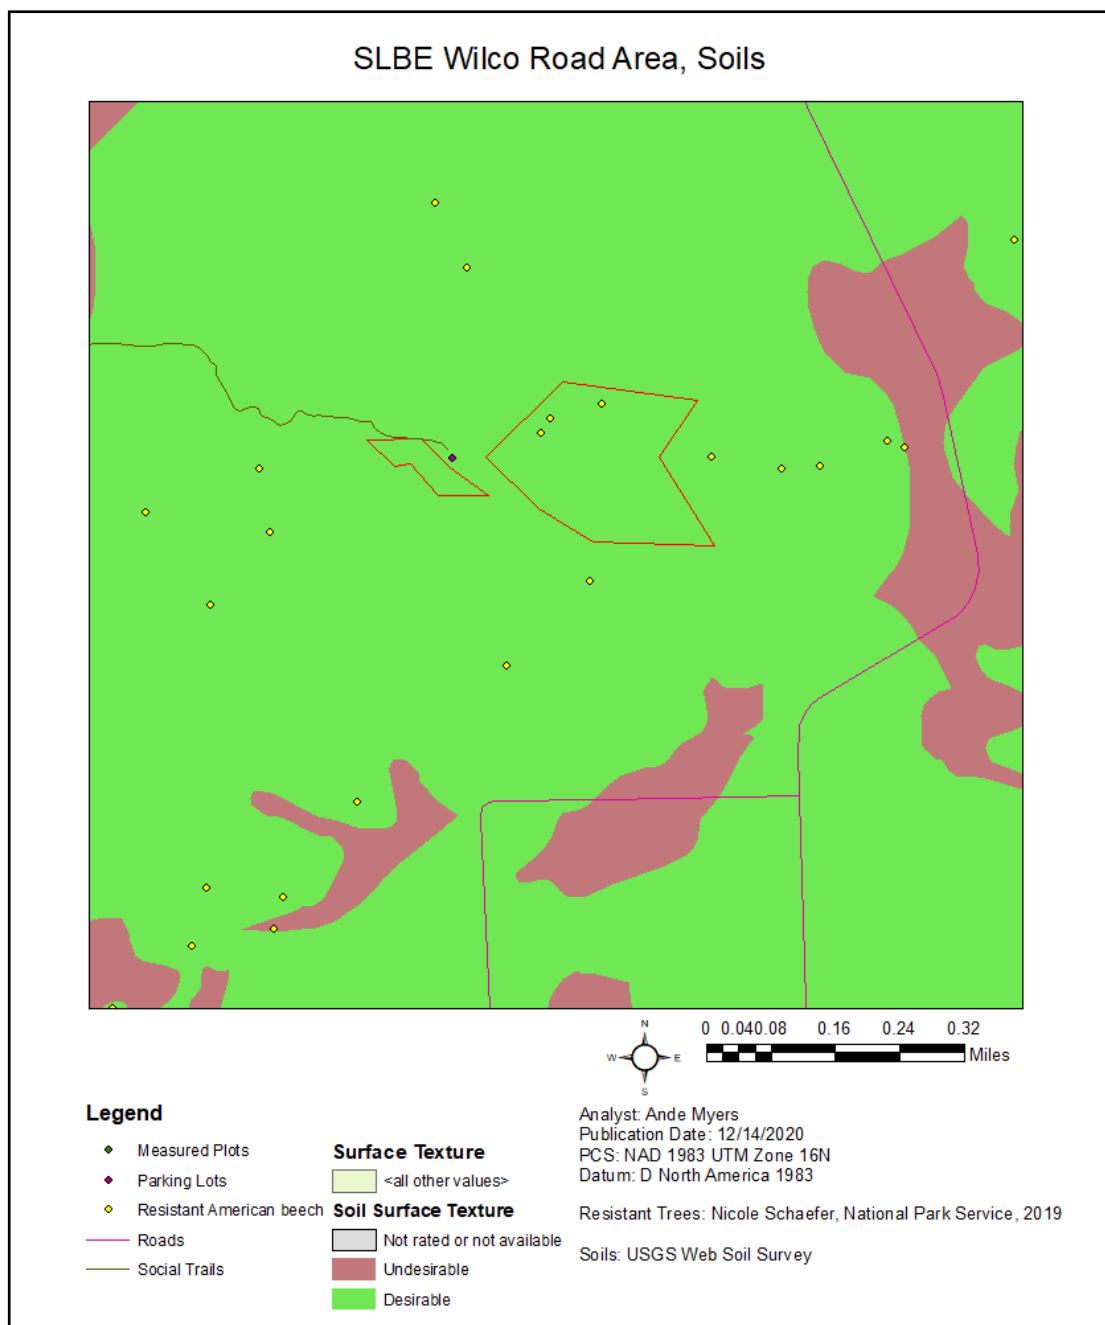 SLBE Wilco Road Area, Soils
N
W E
S
0 0.040.08 0.16 0.24 0.32
Miles
Legend
Measured Plots
Parking Lots
Resistant American beech
Roads
Social Trails
Surface Texture
<all other values>
Soil Surface Texture
Not rated or not available
Undesirable
Desirable
Analyst: Ande Myers
Publication Date: 12/14/2020
PCS: NAD 1983 UTM Zone 16N
Datum: D North America 1983
Resistant Trees: Nicole Schaefer, National Park Service, 2019
Soils: USGS Web Soil Survey